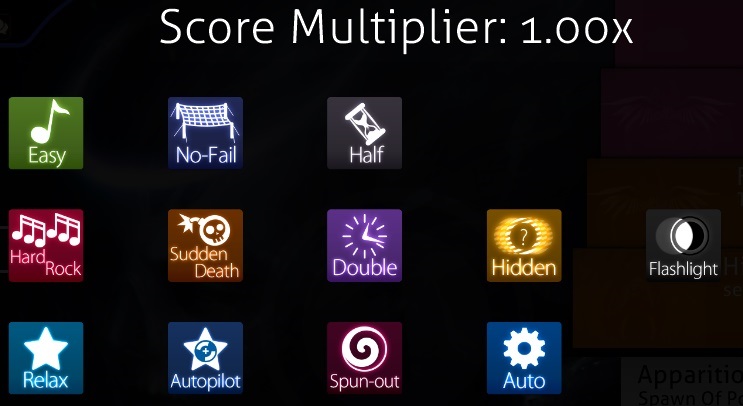 Score Multiplier: 1.00x
Easy
No-Fail
Half
Hard
Rock
Sudden
Death
Double
?
Hidden
Flashlight
Relax
Autopilot
Spun-out
Auto
Apparitio
Spawn Of Po